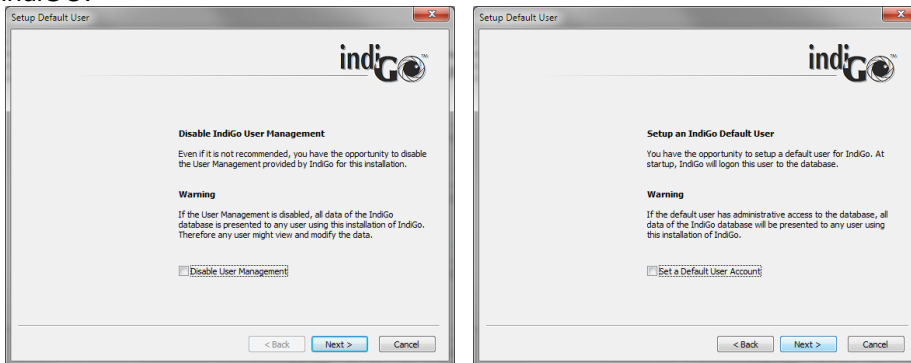 IndiGo.
Setup Default User
indiGo™
Disable IndiGo User Management
Even if it is not recommended, you have the opportunity to disable
the User Management provided by IndiGo for this installation.
Warning
If the User Management is disabled, all data of the IndiGo
database is presented to any user using this installation of IndiGo.
Therefore any user might view and modify the data.
Disable User Management
< Back Next > Cancel
Setup Default User
indiGo™
Setup an IndiGo Default User
You have the opportunity to setup a default user for IndiGo. At
startup, IndiGo will logon this user to the database.
Warning
If the default user has administrative access to the database, all
data of the IndiGo database will be presented to any user using
this installation of IndiGo.
Set a Default User Account
< Back Next > Cancel